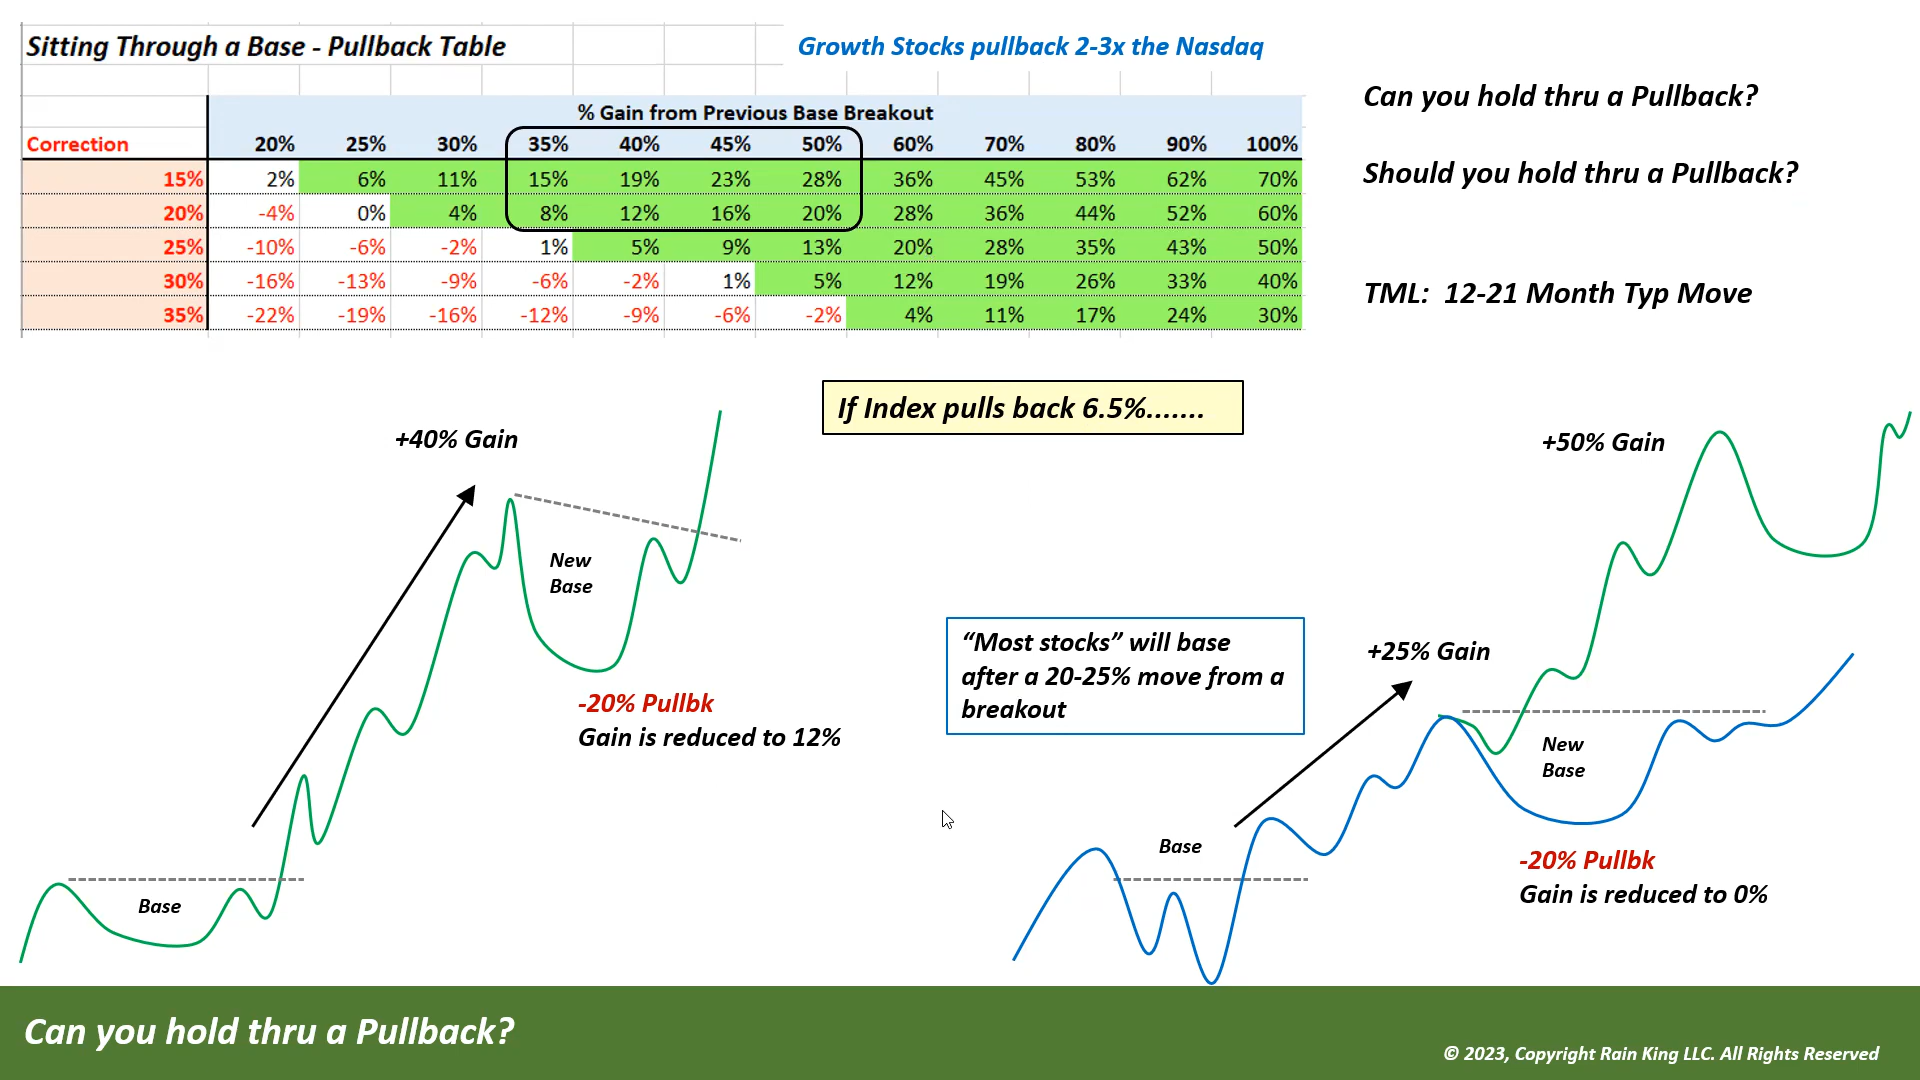 Sitting Through a Base - Pullback Table
Growth Stocks pullback 2-3x the Nasdaq
% Gain from Previous Base Breakout
Correction 20% 25% 30% 35% 40% 45% 50% 60% 70% 80% 90% 100%
15% 2% 6% 11% 15% 19% 23% 28% 36% 45% 53% 62% 70%
20% -4% 0% 4% 8% 12% 16% 20% 28% 36% 44% 52% 60%
25% -10% -6% -2% 1% 5% 9% 13% 20% 28% 35% 43% 50%
30% -16% -13% -9% -6% -2% 1% 5% 12% 19% 26% 33% 40%
35% -22% -19% -16% -12% -9% -6% -2% 4% 11% 17% 24% 30%
Can you hold thru a Pullback?
Should you hold thru a Pullback?
TML: 12-21 Month Typ Move
If Index pulls back 6.5%.......
+40% Gain
New
Base
-20% Pullbk
Gain is reduced to 12%
Base
"Most stocks" will base
after a 20-25% move from a
breakout
+50% Gain
+25% Gain
New
Base
Base
-20% Pullbk
Gain is reduced to 0%
Can you hold thru a Pullback?
© 2023, Copyright Rain King LLC. All Rights Reserved